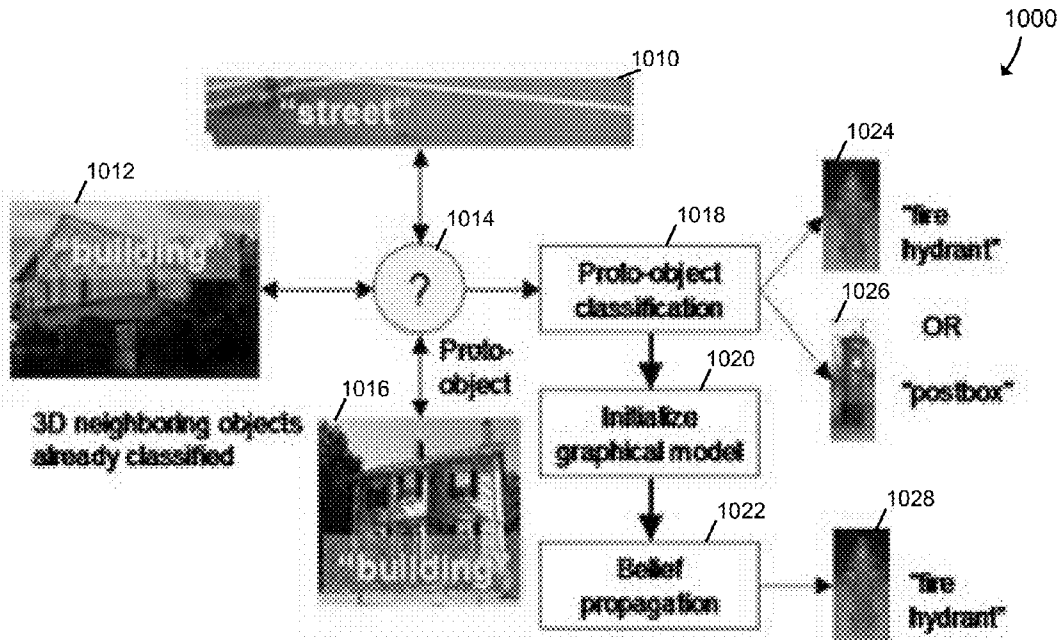 1000
1010
"street"
1012
"building"
1014
?
1018
Proto-object
classification
1024
"fire
hydrant"
1026
OR
"postbox"
Proto-
object
1016
"building"
3D neighboring objects
already classified
1020
Initialize
graphical model
1022
Belief
propagation
1028
"fire
hydrant"